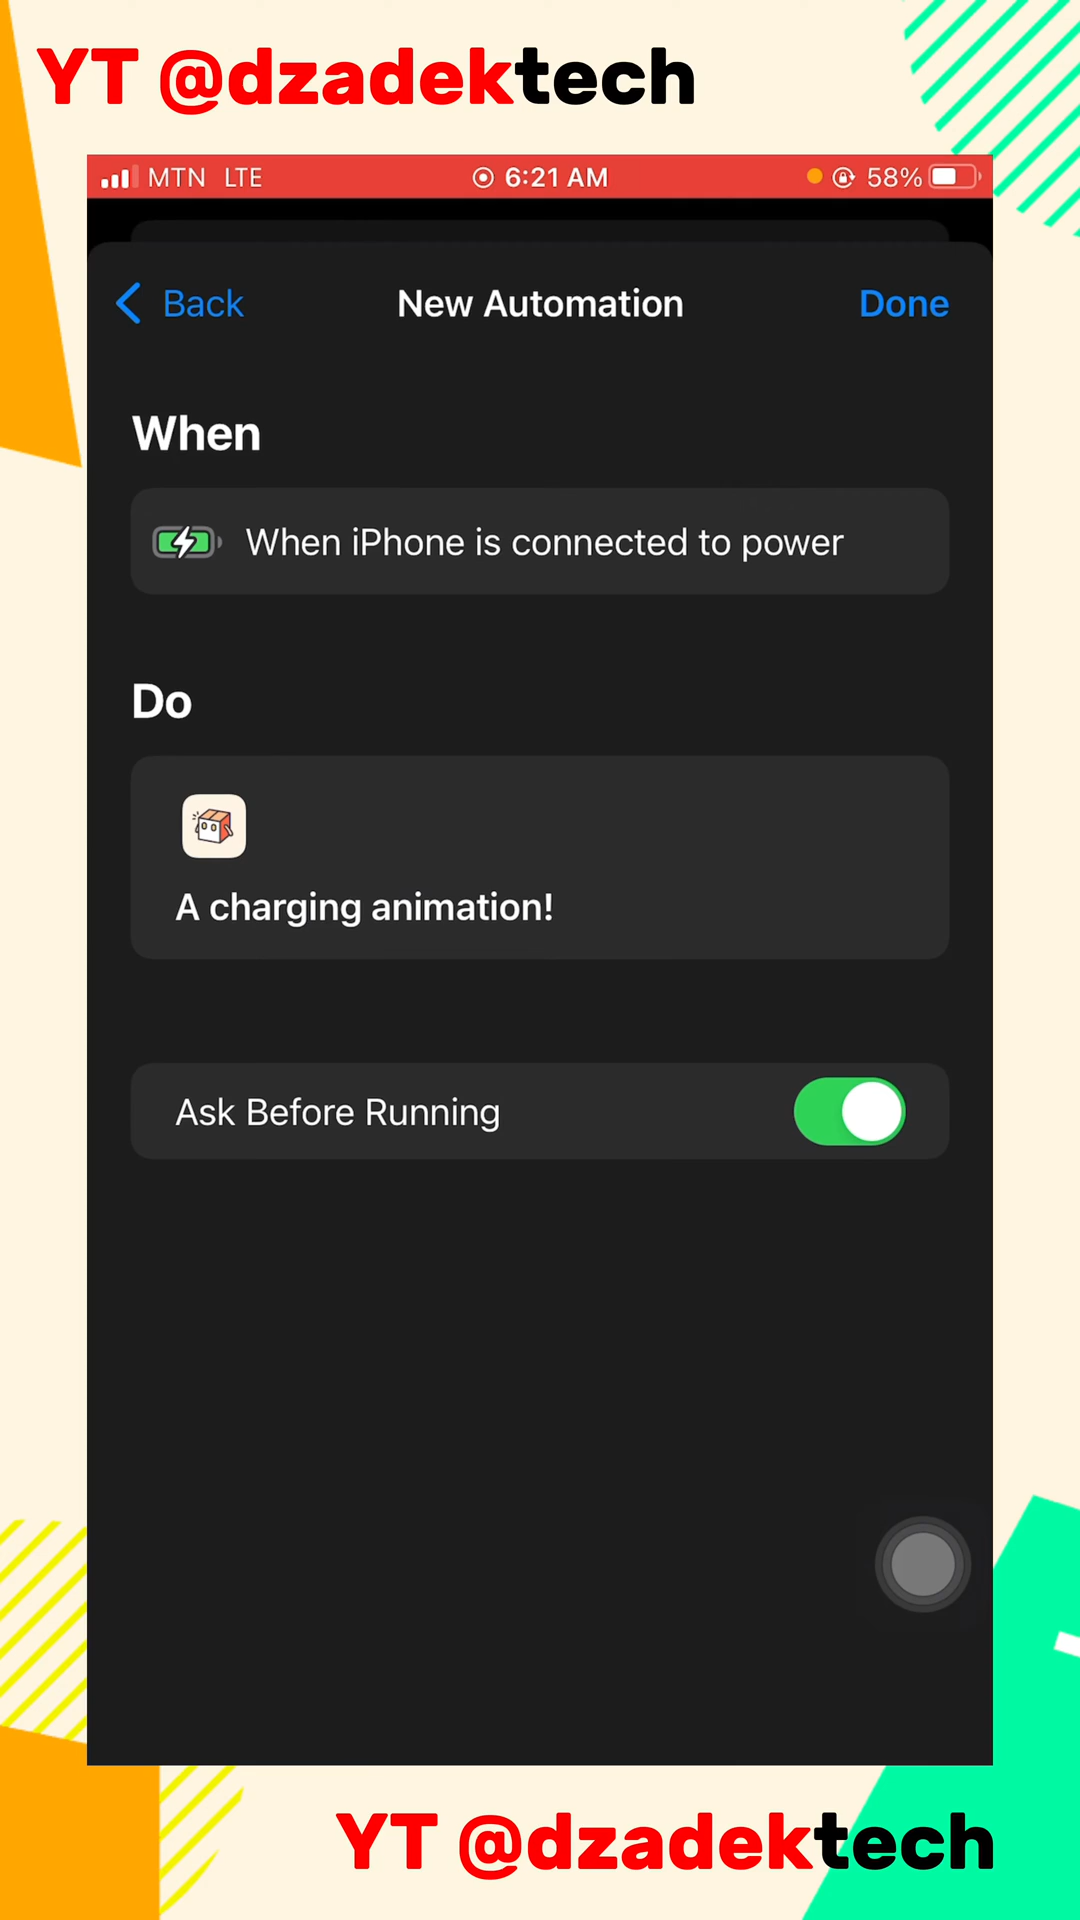 YT @dzadektech
MTN LTE 6:21 AM 58%
Back New Automation Done
When
When iPhone is connected to power
Do
A charging animation!
Ask Before Running
YT @dzadektech